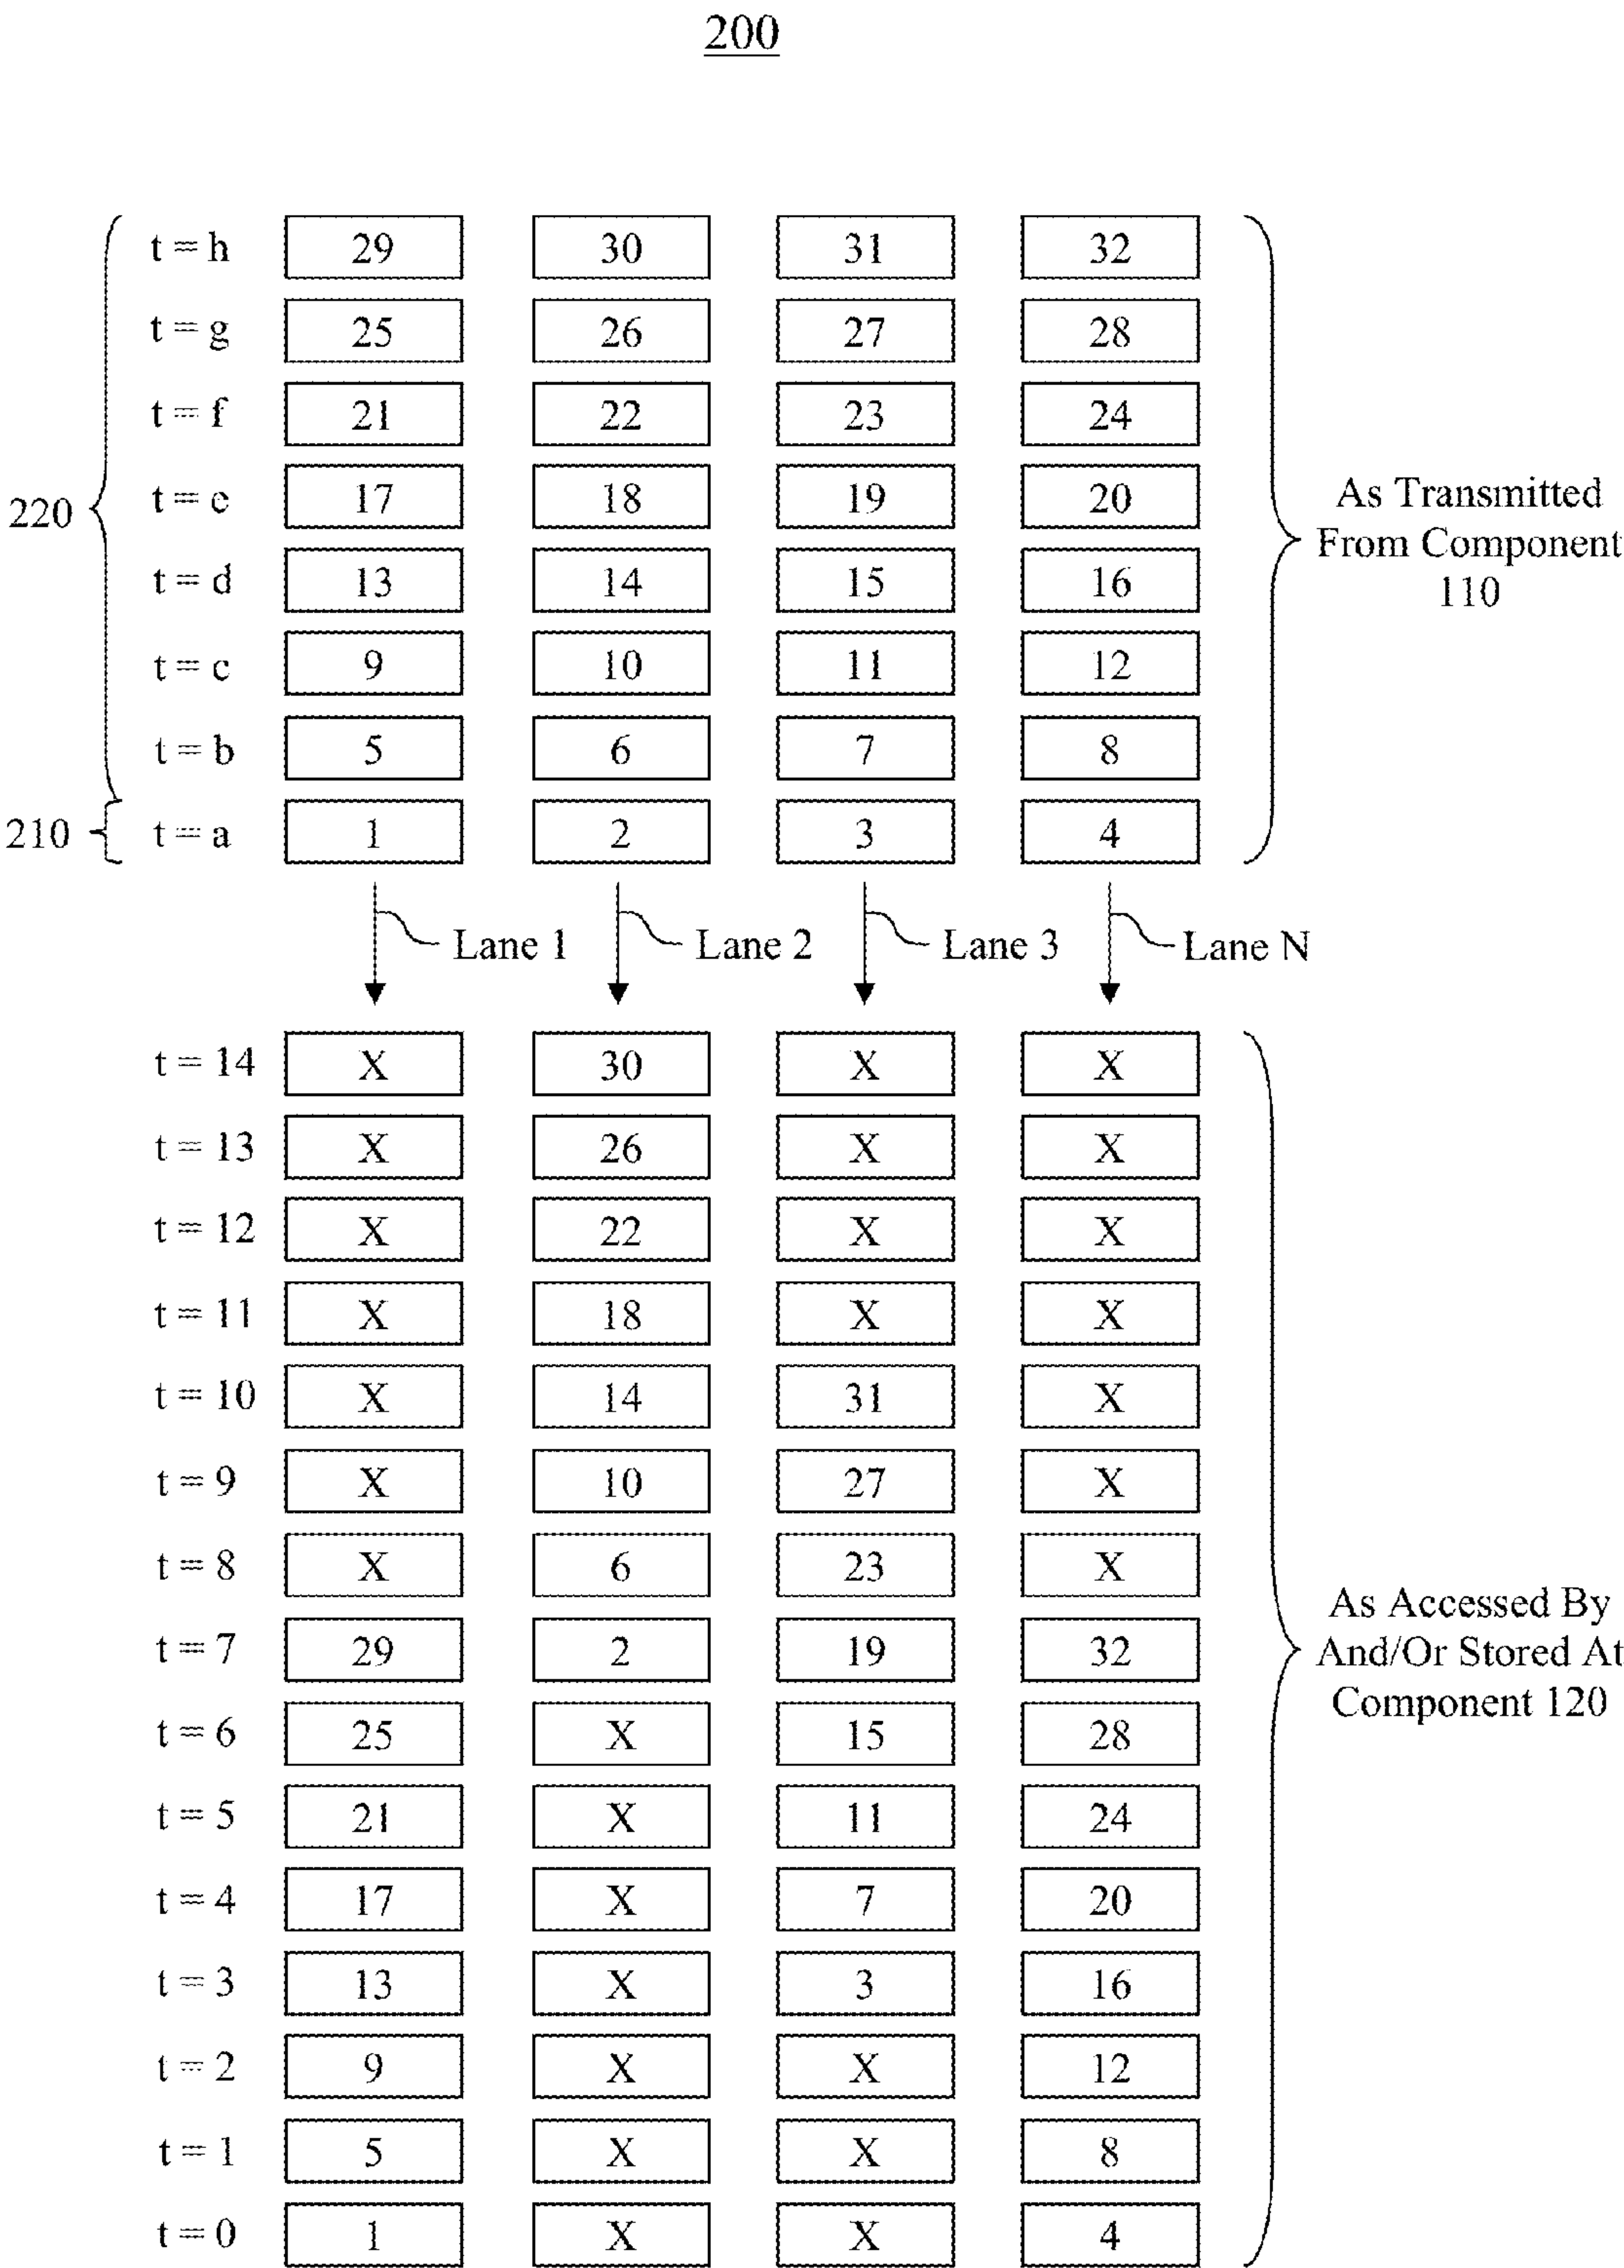 200
t = h 29 30 31 32
t = g 25 26 27 28
t = f 21 22 23 24
t = e 17 18 19 20
220
As Transmitted
From Component
110
t = d 13 14 15 16
t = c 9 10 11 12
t = b 5 6 7 8
210 t = a 1 2 3 4
Lane 1 Lane 2 Lane 3 Lane N
t = 14 X 30 X X
t = 13 X 26 X X
t = 12 X 22 X X
t = 11 X 18 X X
t = 10 X 14 31 X
t = 9 X 10 27 X
t = 8 X 6 23 X
t = 7 29 2 19 32
As Accessed By
And/Or Stored At
Component 120
t = 6 25 X 15 28
t = 5 21 X 11 24
t = 4 17 X 7 20
t = 3 13 X 3 16
t = 2 9 X X 12
t = 1 5 X X 8
t = 0 1 X X 4